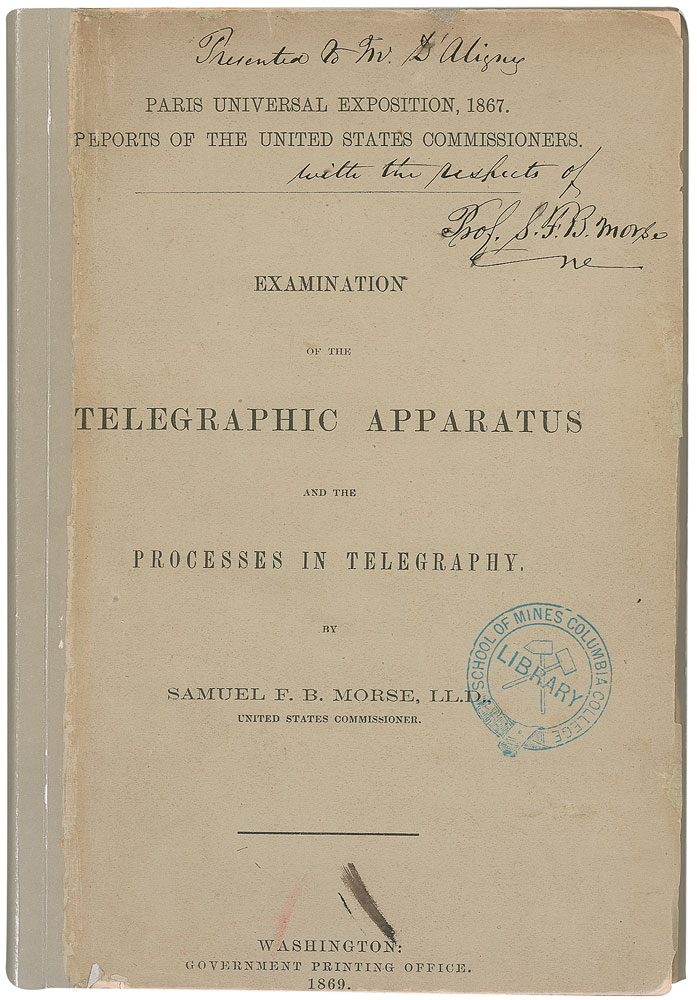 Presented to Mr. D'Aligny
PARIS UNIVERSAL EXPOSITION, 1867.
REPORTS OF THE UNITED STATES COMMISSIONERS.
with the respects of
Prof. S. F. B. Morse
EXAMINATION
OF THE
TELEGRAPHIC APPARATUS
AND THE
PROCESSES IN TELEGRAPHY.
BY
SAMUEL F. B. MORSE, LL.D.,
UNITED STATES COMMISSIONER.
SCHOOL OF MINES COLUMBIA COLLEGE
LIBRARY
WASHINGTON:
GOVERNMENT PRINTING OFFICE.
1869.